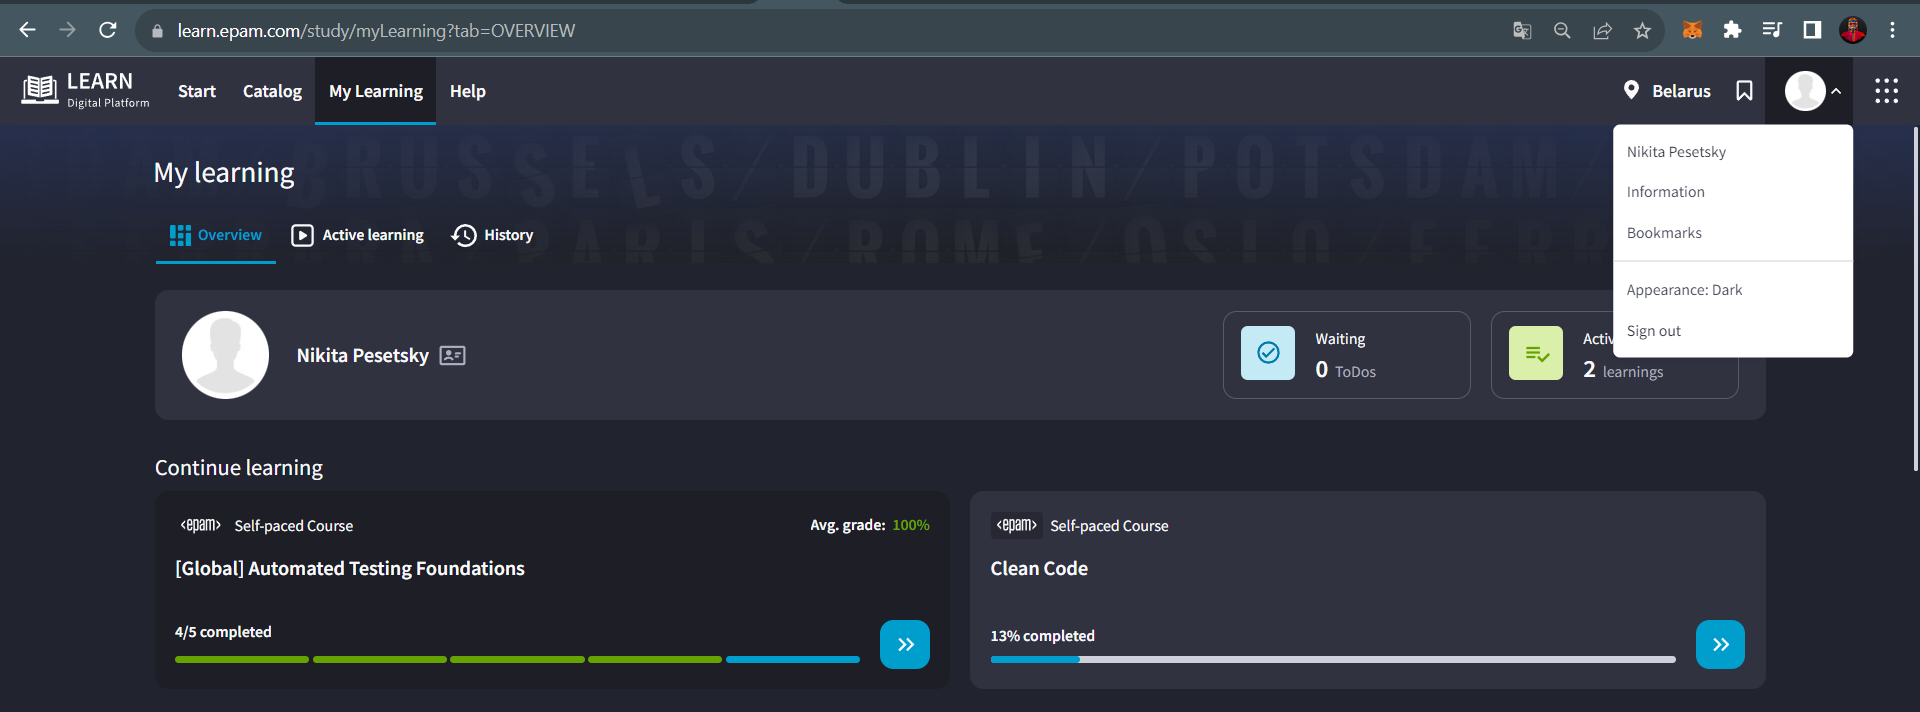 learn.epam.com/study/myLearning?tab=OVERVIEW
LEARN
Digital Platform
Start
Catalog
My Learning
Help
Belarus
BRUSSELS/DUBLIN/POTSDAM/
PARIS/ROME/OSLO/FERR
My learning
Overview
Active learning
History
Nikita Pesetsky
Information
Bookmarks
Appearance: Dark
Sign out
Nikita Pesetsky
Waiting
0 ToDos
Activ
2 learnings
Continue learning
<epam> Self-paced Course
Avg. grade: 100%
[Global] Automated Testing Foundations
4/5 completed
<epam> Self-paced Course
Clean Code
13% completed